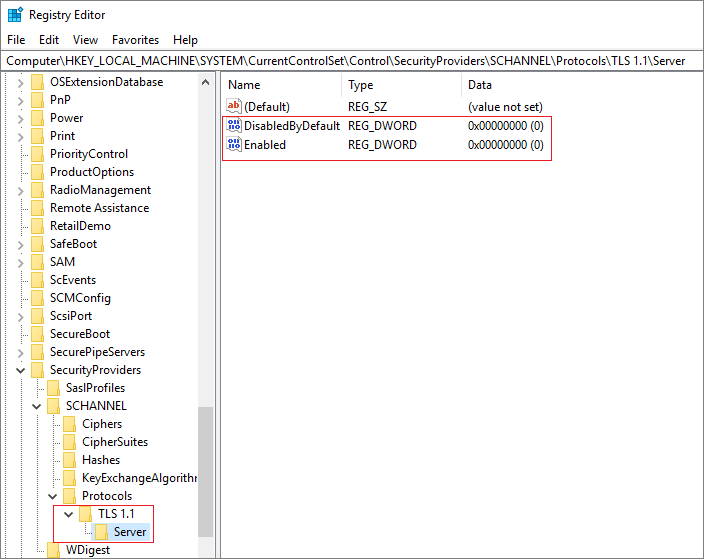 Registry Editor
File Edit View Favorites Help
Computer\HKEY_LOCAL_MACHINE\SYSTEM\CurrentControlSet\Control\SecurityProviders\SCHANNEL\Protocols\TLS 1.1\Server
OSExtensionDatabase
PnP
Power
Print
PriorityControl
ProductOptions
RadioManagement
Remote Assistance
RetailDemo
SafeBoot
SAM
ScEvents
SCMConfig
ScsiPort
SecureBoot
SecurePipeServers
SecurityProviders
SaslProfiles
SCHANNEL
Ciphers
CipherSuites
Hashes
KeyExchangeAlgorithm
Protocols
TLS 1.1
Server
WDigest
Name Type Data
ab (Default) REG_SZ (value not set)
DisabledByDefault REG_DWORD 0x00000000 (0)
Enabled REG_DWORD 0x00000000 (0)